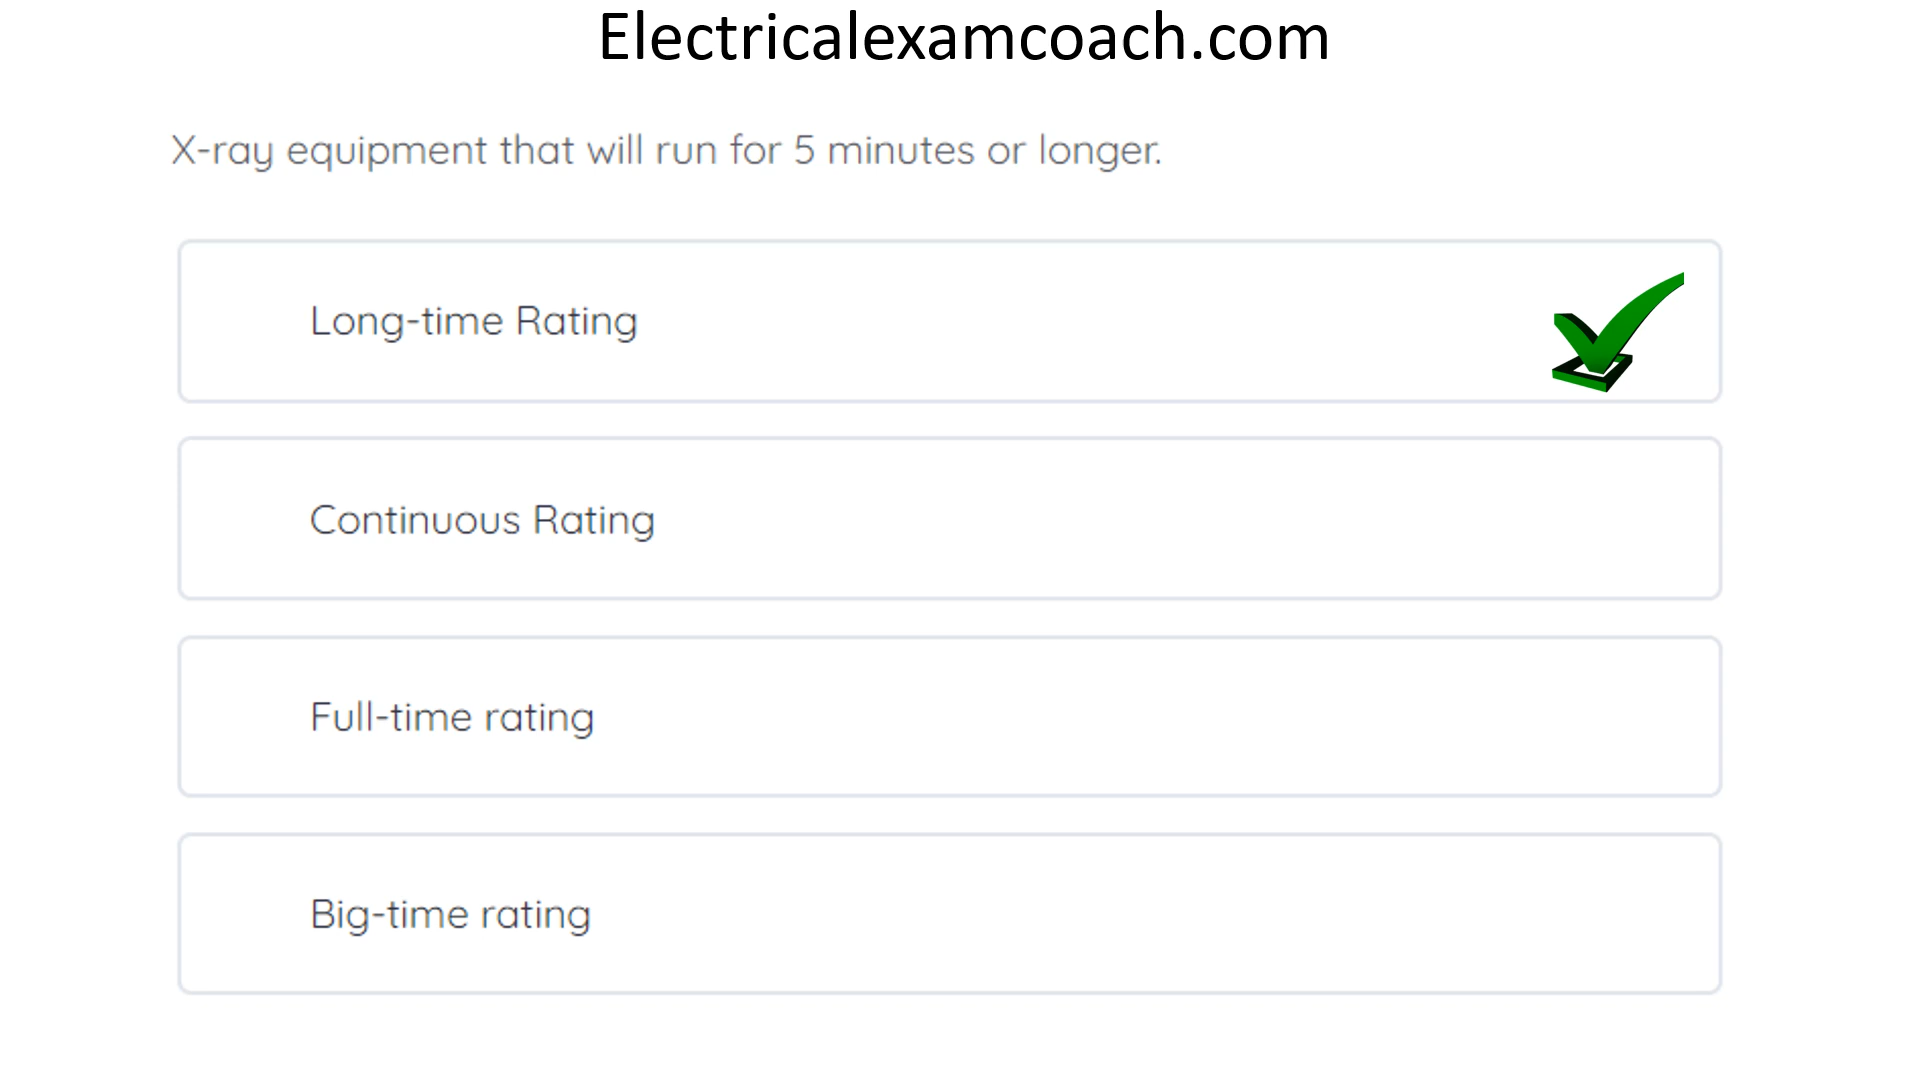 Electricalexamcoach.com
X-ray equipment that will run for 5 minutes or longer.
Long-time Rating
Continuous Rating
Full-time rating
Big-time rating